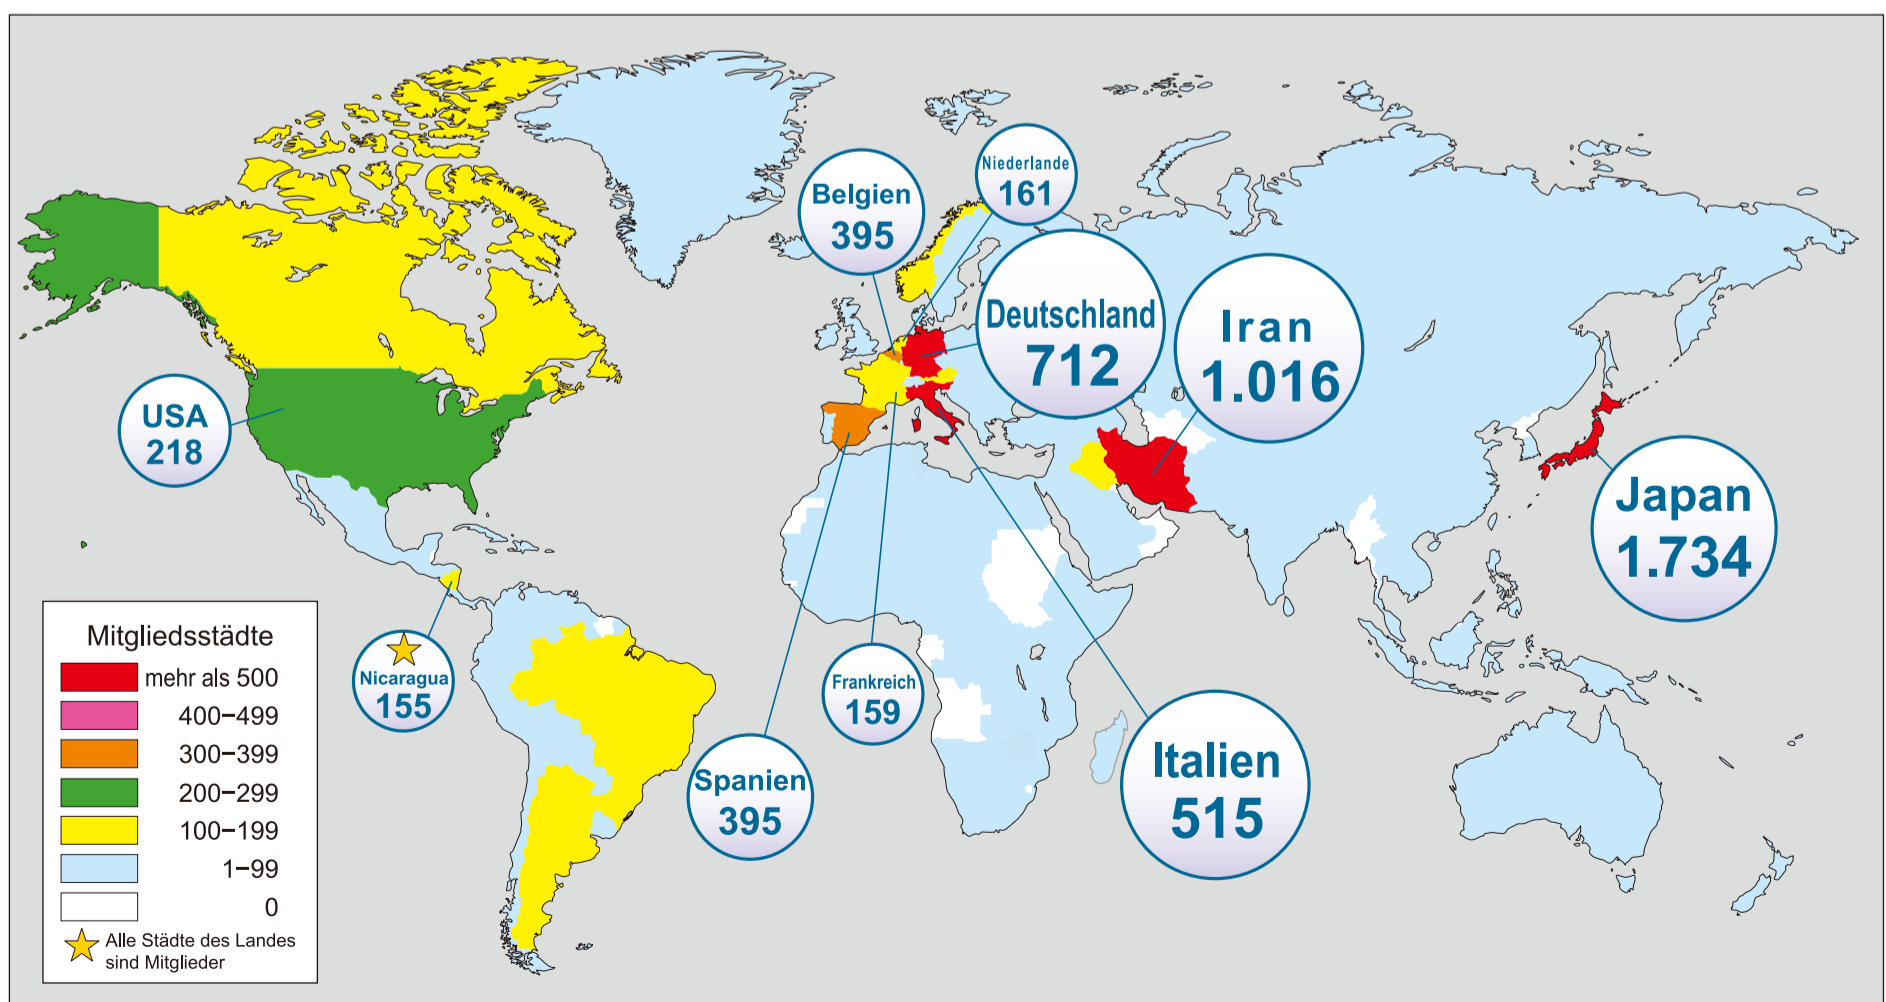 Niederlande
161
Belgien
395
Deutschland
712
Iran
1.016
USA
218
Japan
1.734
Nicaragua
155
Frankreich
159
Spanien
395
Italien
515
Mitgliedsstädte
mehr als 500
400–499
300–399
200–299
100–199
1–99
0
Alle Städte des Landes
sind Mitglieder